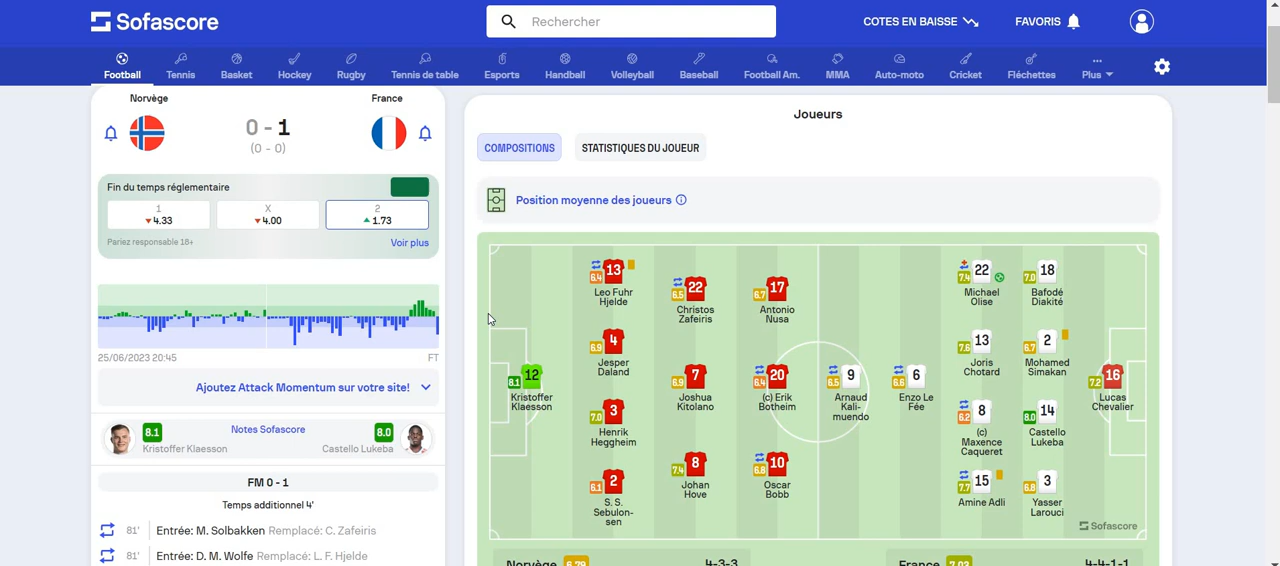 Sofascore
Rechercher
COTES EN BAISSE
FAVORIS
Football
Tennis
Basket
Hockey
Rugby
Tennis de table
Esports
Handball
Volleyball
Baseball
Football Am.
MMA
Auto-moto
Cricket
Fléchettes
Plus
Norvège
France
0 - 1
(0 - 0)
Fin du temps réglementaire
1
4.33
X
4.00
2
1.73
Pariez responsable 18+
Voir plus
25/06/2023 20:45
FT
Ajoutez Attack Momentum sur votre site!
8.1
Notes Sofascore
8.0
Kristoffer Klaesson
Castello Lukeba
FM 0 - 1
Temps additionnel 4'
81' Entrée: M. Solbakken Remplacé: C. Zafeiris
81' Entrée: D. M. Wolfe Remplacé: L. F. Hjelde
Joueurs
COMPOSITIONS
STATISTIQUES DU JOUEUR
Position moyenne des joueurs
12
8.1
Kristoffer
Klaesson
13
6.4
Leo Fuhr
Hjelde
4
6.9
Jesper
Daland
3
7.0
Henrik
Heggheim
2
6.1
S. S.
Sebulon-
sen
22
6.5
Christos
Zafeiris
7
6.9
Joshua
Kitolano
8
7.4
Johan
Hove
17
6.7
Antonio
Nusa
20
6.4
(c) Erik
Botheim
10
6.8
Oscar
Bobb
9
6.5
Arnaud
Kali-
muendo
6
6.6
Enzo Le
Fée
22
7.4
Michael
Olise
13
7.6
Joris
Chotard
8
6.2
(c)
Maxence
Caqueret
15
7.7
Amine Adli
18
7.0
Bafodé
Diakité
2
6.7
Mohamed
Simakan
14
8.0
Castello
Lukeba
3
6.8
Yasser
Larouci
16
7.2
Lucas
Chevalier
Sofascore
Norvège 6.79 4-3-3
France 7.03 4-4-1-1